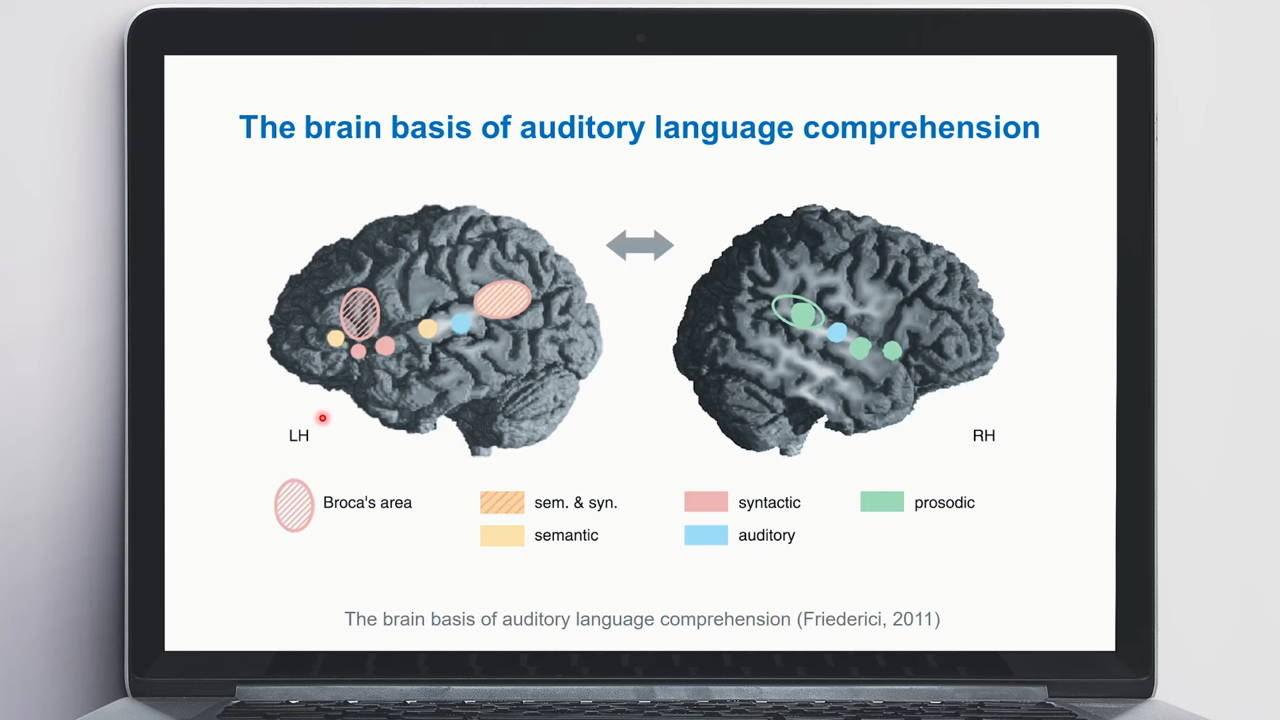 The brain basis of auditory language comprehension
LH
RH
Broca's area
sem. & syn.
syntactic
prosodic
semantic
auditory
The brain basis of auditory language comprehension (Friederici, 2011)